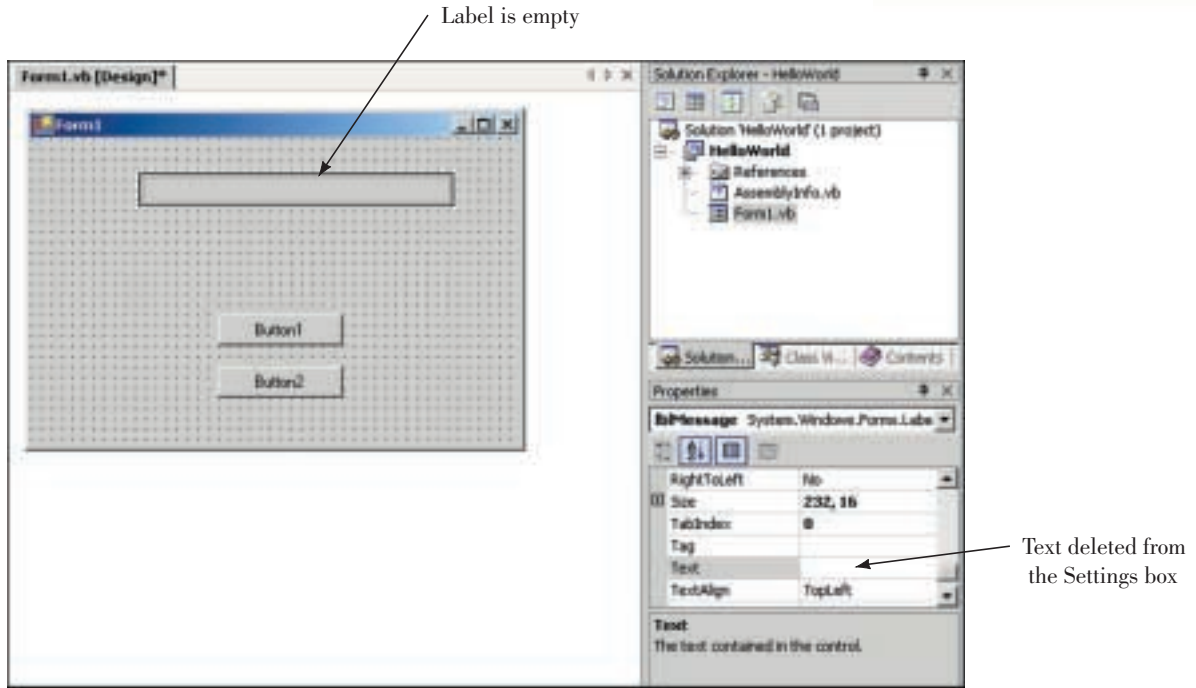 Label is empty
Form1.vb [Design]*
Form1
Button1
Button2
Solution Explorer - HelloWorld
Solution 'HelloWorld' (1 project)
HelloWorld
References
AssemblyInfo.vb
Form1.vb
Solution...
Class Vi...
Contents
Properties
lblMessage System.Windows.Forms.Labe
RightToLeft No
Size 232, 16
TabIndex 0
Tag
Text
TextAlign TopLeft
Text
The text contained in the control.
Text deleted from
the Settings box